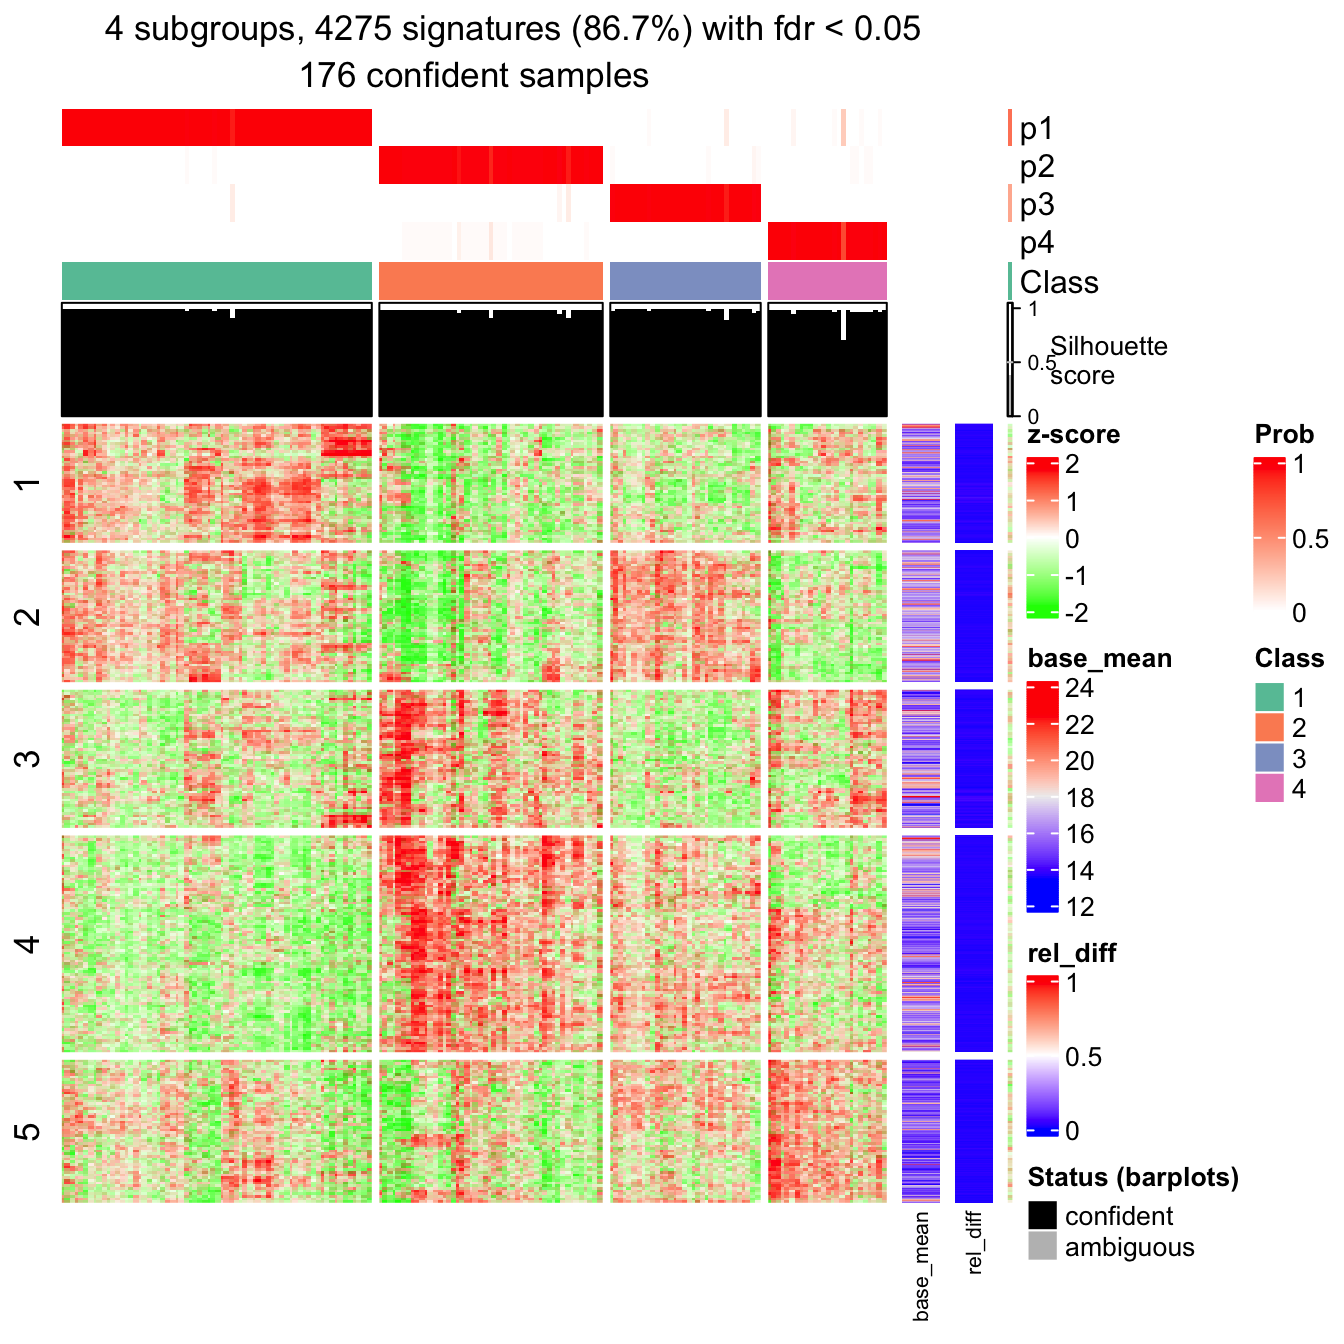 4 subgroups, 4275 signatures (86.7%) with fdr < 0.05
176 confident samples
p1
p2
p3
p4
Class
1
0.5
0
Silhouette
score
1
2
3
4
5
z-score
2
1
0
-1
-2
Prob
1
0.5
0
base_mean
24
22
20
18
16
14
12
Class
1
2
3
4
rel_diff
1
0.5
0
Status (barplots)
confident
ambiguous
base_mean
rel_diff